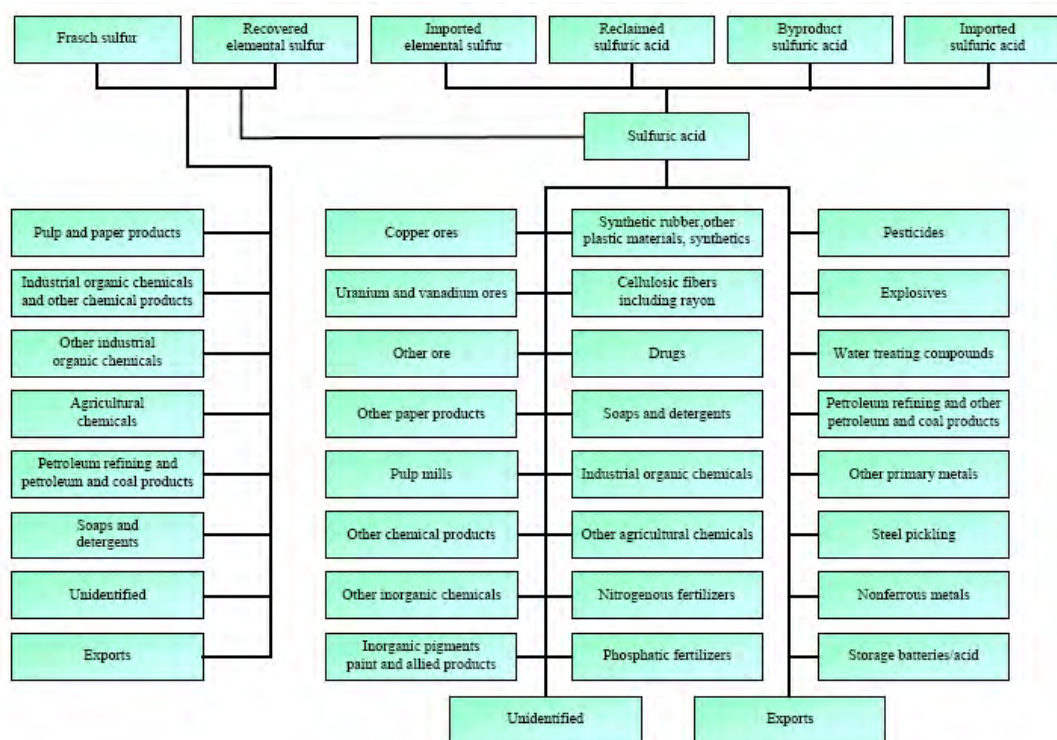 Frasch sulfur
Recovered
elemental sulfur
Imported
elemental sulfur
Reclaimed
sulfuric acid
Byproduct
sulfuric acid
Imported
sulfuric acid
Sulfuric acid
Pulp and paper products
Industrial organic chemicals
and other chemical products
Other industrial
organic chemicals
Agricultural
chemicals
Petroleum refining and
petroleum and coal products
Soaps and
detergents
Unidentified
Exports
Copper ores
Uranium and vanadium ores
Other ore
Other paper products
Pulp mills
Other chemical products
Other inorganic chemicals
Inorganic pigments
paint and allied products
Synthetic rubber,other
plastic materials, synthetics
Cellulosic fibers
including rayon
Drugs
Soaps and detergents
Industrial organic chemicals
Other agricultural chemicals
Nitrogenous fertilizers
Phosphatic fertilizers
Pesticides
Explosives
Water treating compounds
Petroleum refining and other
petroleum and coal products
Other primary metals
Steel pickling
Nonferrous metals
Storage batteries/acid
Unidentified
Exports